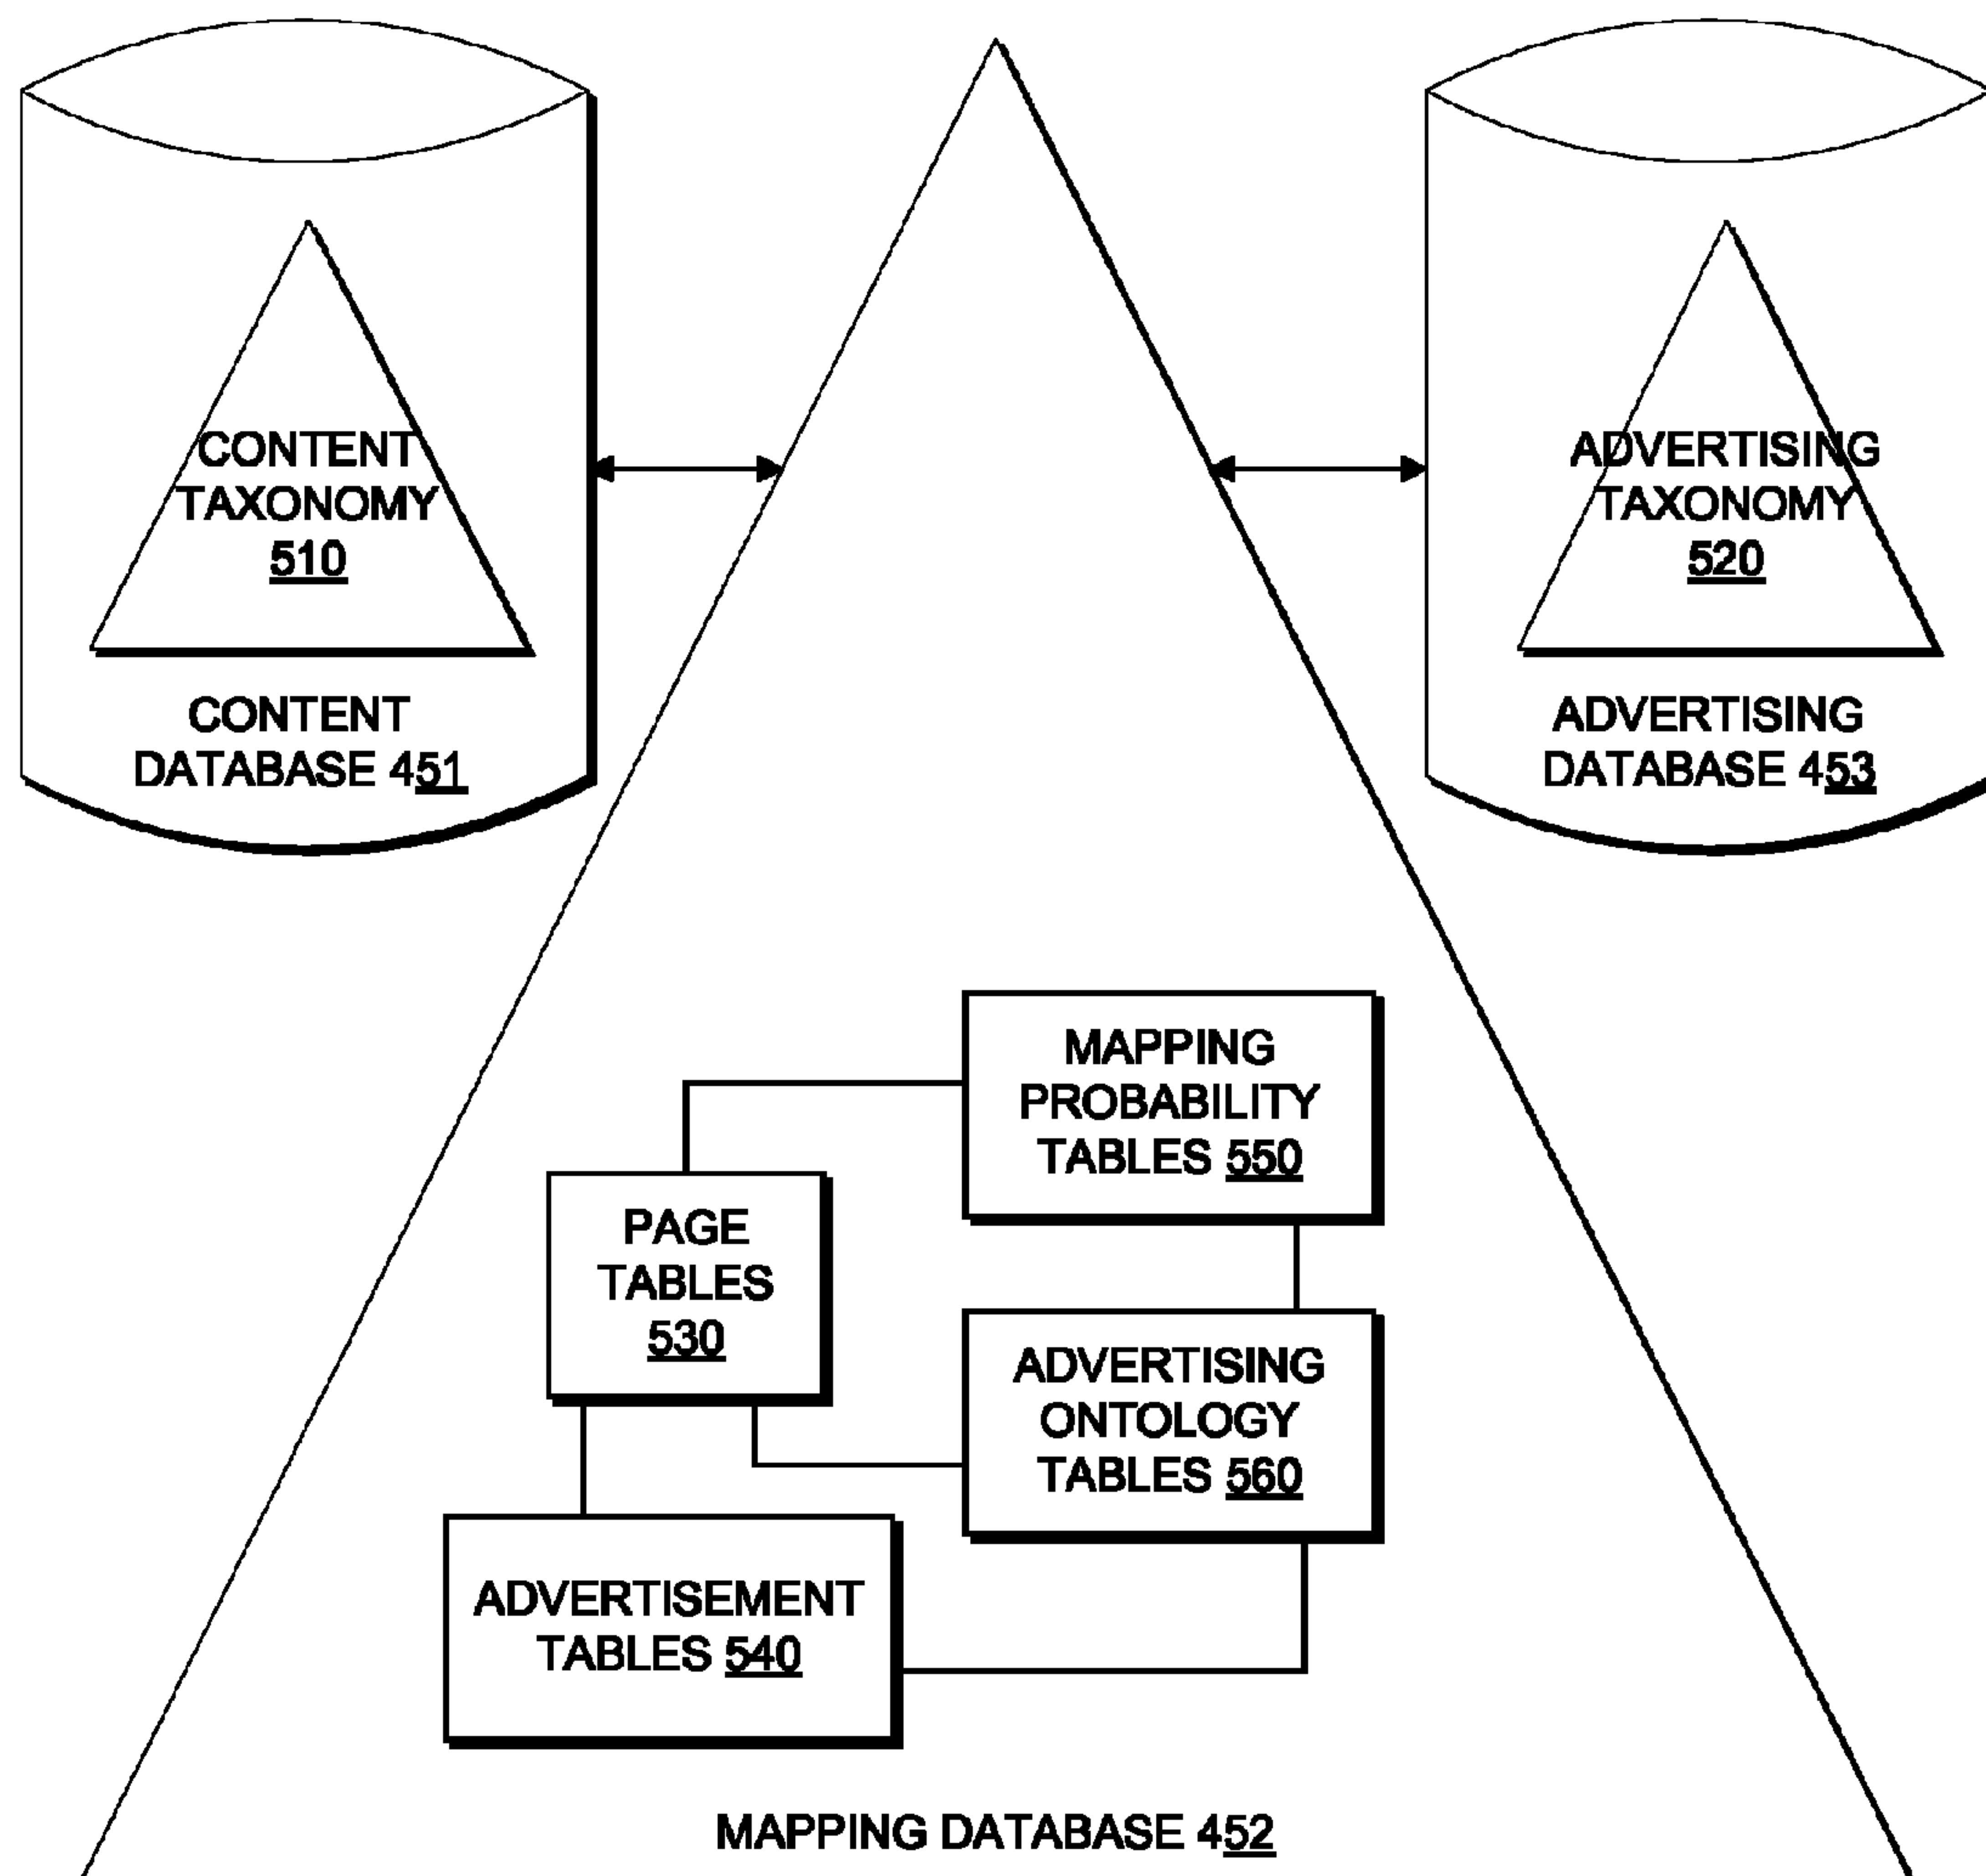 CONTENT
TAXONOMY
510
CONTENT
DATABASE 451
ADVERTISING
TAXONOMY
520
ADVERTISING
DATABASE 453
MAPPING
PROBABILITY
TABLES 550
PAGE
TABLES
530
ADVERTISING
ONTOLOGY
TABLES 560
ADVERTISEMENT
TABLES 540
MAPPING DATABASE 452